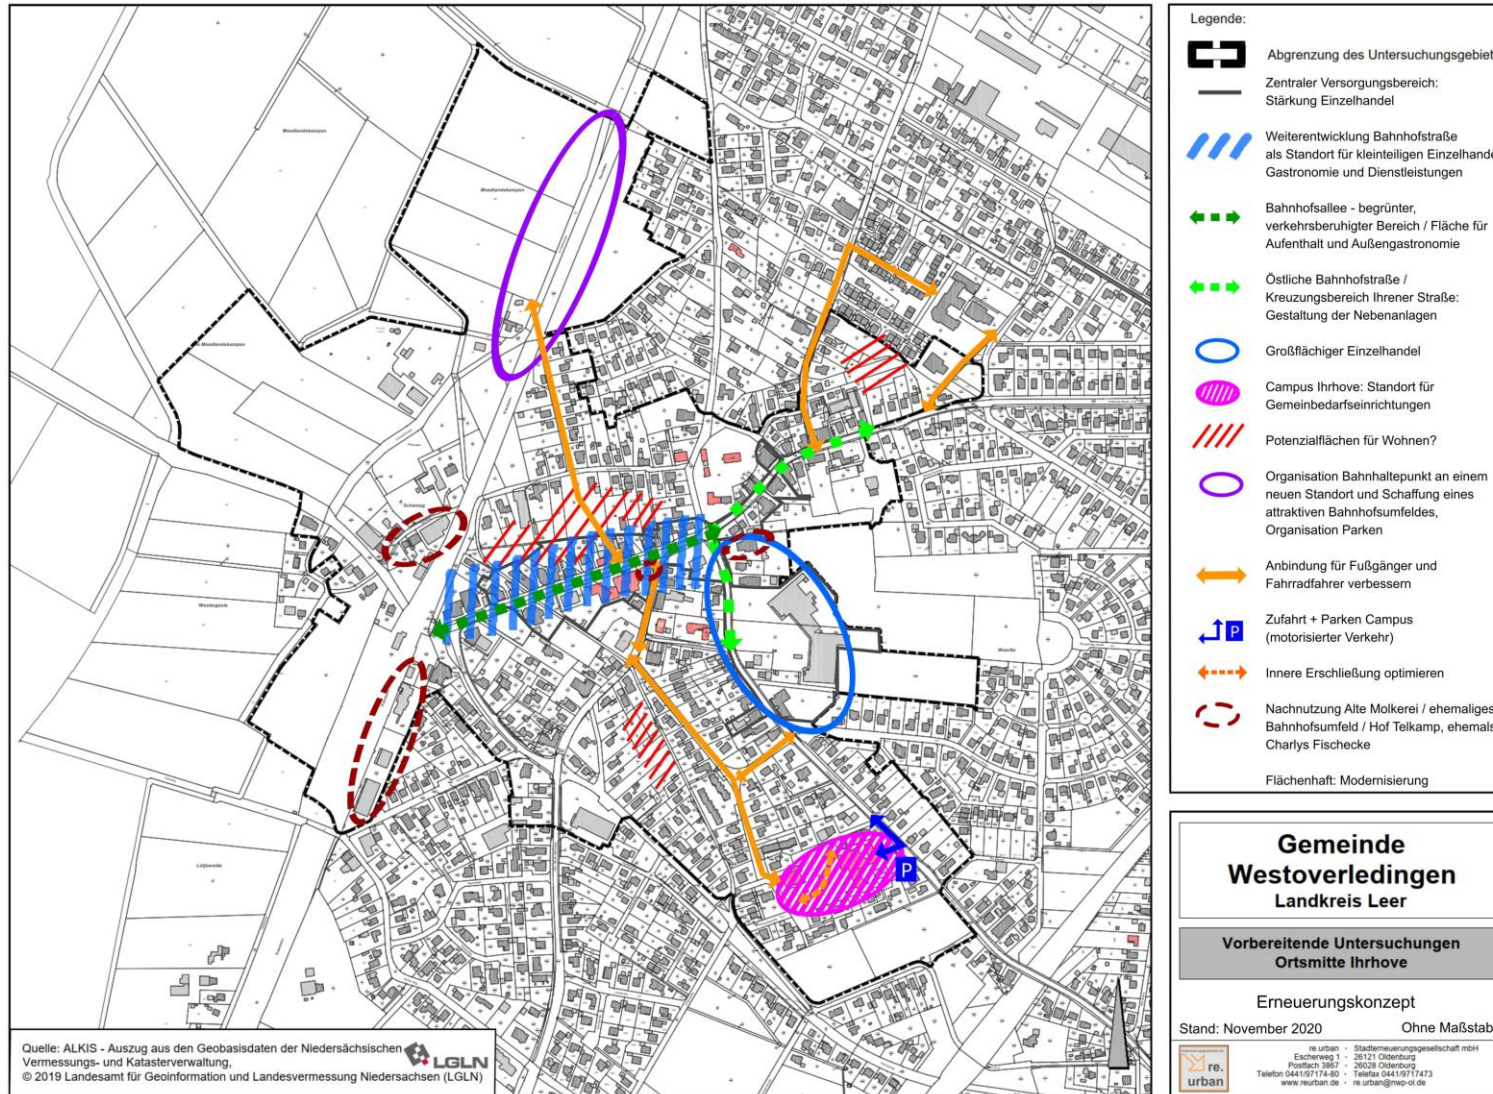 Moodlandskampen
Moodlandskampen
Moodlandskampen
Westergaste
Weerde
Schanzug
Quelle: ALKIS - Auszug aus den Geobasisdaten der Niedersächsischen
Vermessungs- und Katasterverwaltung,
© 2019 Landesamt für Geoinformation und Landesvermessung Niedersachsen (LGLN)
LGLN
P
Legende:
Abgrenzung des Untersuchungsgebiet
Zentraler Versorgungsbereich:
Stärkung Einzelhandel
Weiterentwicklung Bahnhofstraße
als Standort für kleinteiligen Einzelhande
Gastronomie und Dienstleistungen
Bahnhofsallee - begrünter,
verkehrsberuhigter Bereich / Fläche für
Aufenthalt und Außengastronomie
Östliche Bahnhofstraße /
Kreuzungsbereich Ihrener Straße:
Gestaltung der Nebenanlagen
Großflächiger Einzelhandel
Campus Ihrhove: Standort für
Gemeinbedarfseinrichtungen
Potenzialflächen für Wohnen?
Organisation Bahnhaltepunkt an einem
neuen Standort und Schaffung eines
attraktiven Bahnhofsumfeldes,
Organisation Parken
Anbindung für Fußgänger und
Fahrradfahrer verbessern
P
Zufahrt + Parken Campus
(motorisierter Verkehr)
Innere Erschließung optimieren
Nachnutzung Alte Molkerei / ehemaliges
Bahnhofsumfeld / Hof Telkamp, ehemals
Charlys Fischecke
Flächenhaft: Modernisierung
Gemeinde
Westoverledingen
Landkreis Leer
Vorbereitende Untersuchungen
Ortsmitte Ihrhove
Erneuerungskonzept
Stand: November 2020 Ohne Maßstab
re.
urban
re.urban - Stadterneuerungsgesellschaft mbH
Escherweg 1 - 26121 Oldenburg
Postfach 3867 - 26028 Oldenburg
Telefon 0441/97174-80 - Telefax 0441/9717473
www.reurban.de - re.urban@nwp-ol.de